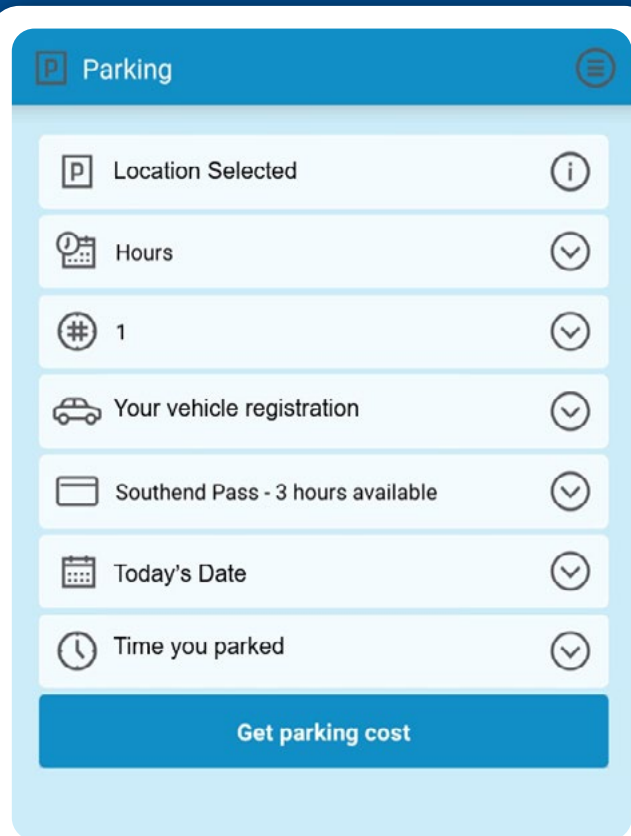 P Parking
P Location Selected i
Hours
# 1
Your vehicle registration
Southend Pass - 3 hours available
Today's Date
Time you parked
Get parking cost